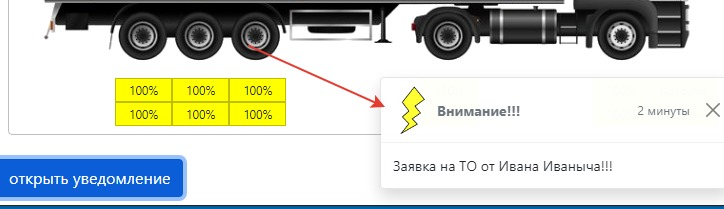 100% 100% 100%
100% 100% 100%
Внимание!!! 2 минуты
Заявка на ТО от Ивана Иваныча!!!
открыть уведомление